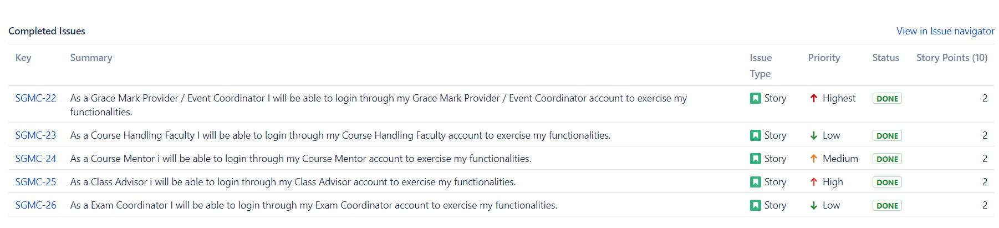 Completed Issues View in Issue navigator
Key Summary Issue Type Priority Status Story Points (10)
SGMC-22 As a Grace Mark Provider / Event Coordinator I will be able to login through my Grace Mark Provider / Event Coordinator account to exercise my Story Highest DONE 2
functionalities.
SGMC-23 As a Course Handling Faculty I will be able to login through my Course Handling Faculty account to exercise my functionalities. Story Low DONE 2
SGMC-24 As a Course Mentor i will be able to login through my Course Mentor account to exercise my functionalities. Story Medium DONE 2
SGMC-25 As a Class Advisor i will be able to login through my Class Advisor account to exercise my functionalities. Story High DONE 2
SGMC-26 As a Exam Coordinator I will be able to login through my Exam Coordinator account to exercise my functionalities. Story Low DONE 2